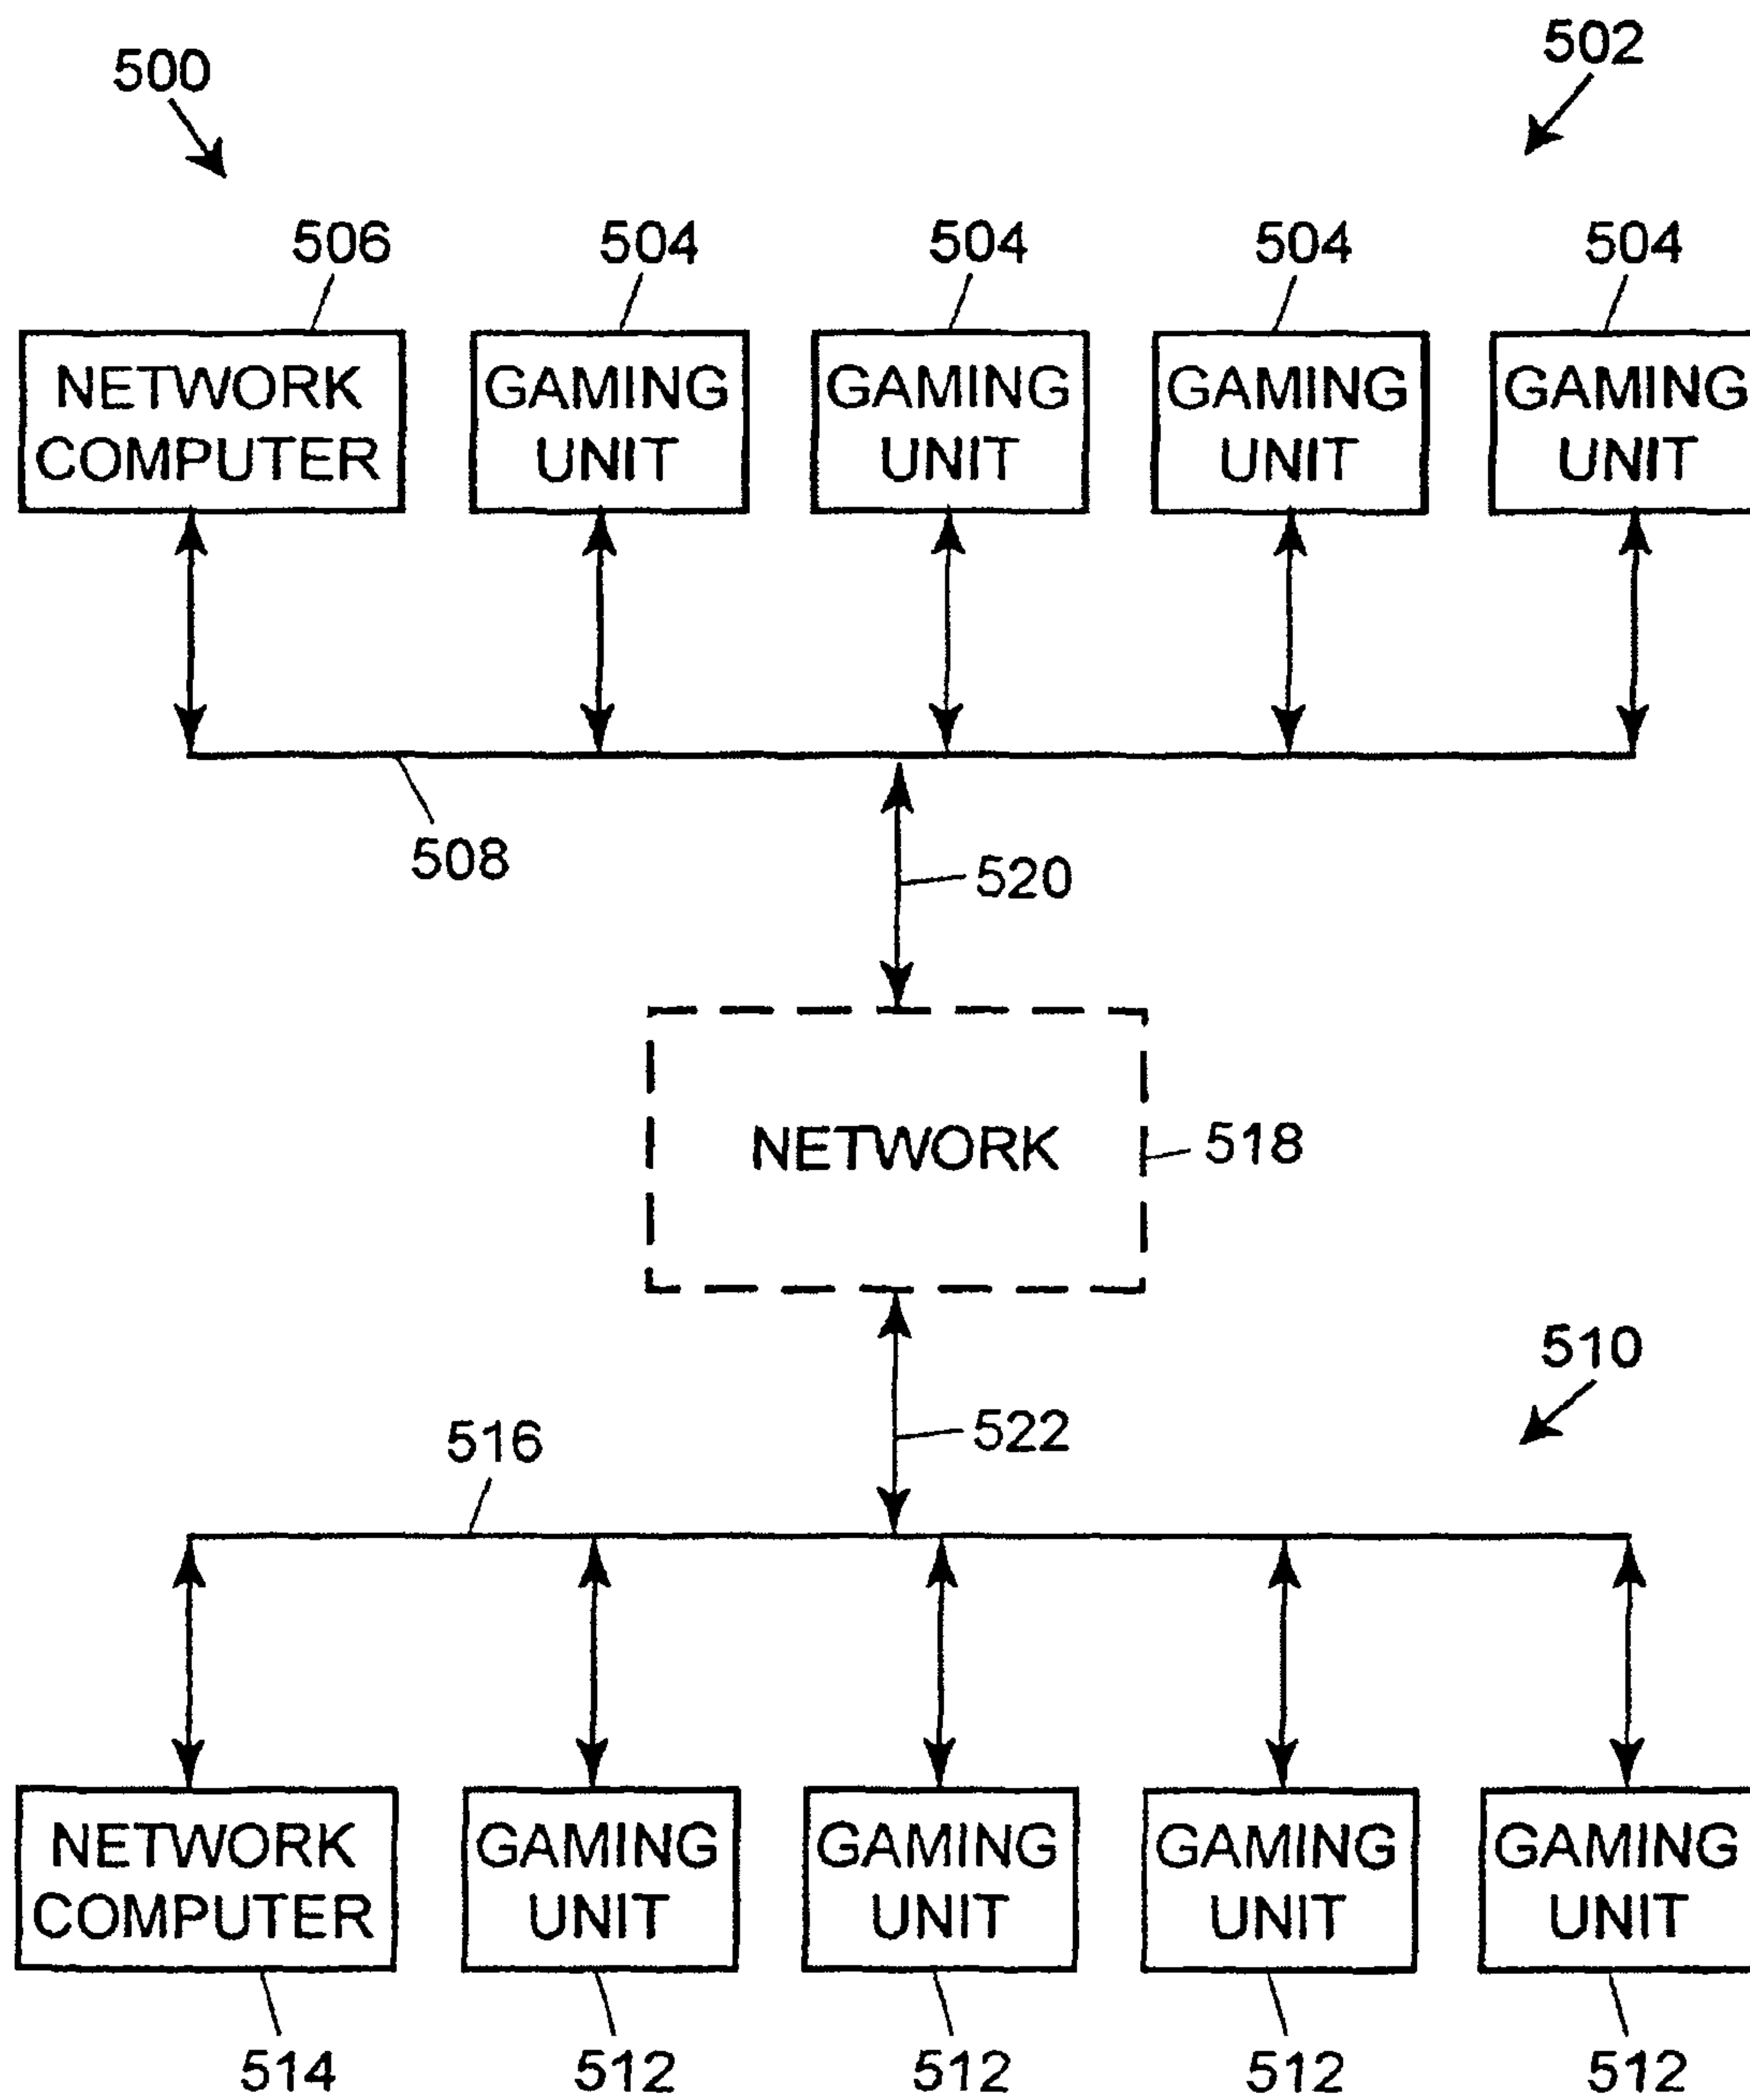 500
502
506
504
504
504
504
NETWORK
COMPUTER
GAMING
UNIT
GAMING
UNIT
GAMING
UNIT
GAMING
UNIT
508
520
NETWORK
518
510
516
522
NETWORK
COMPUTER
GAMING
UNIT
GAMING
UNIT
GAMING
UNIT
GAMING
UNIT
514
512
512
512
512